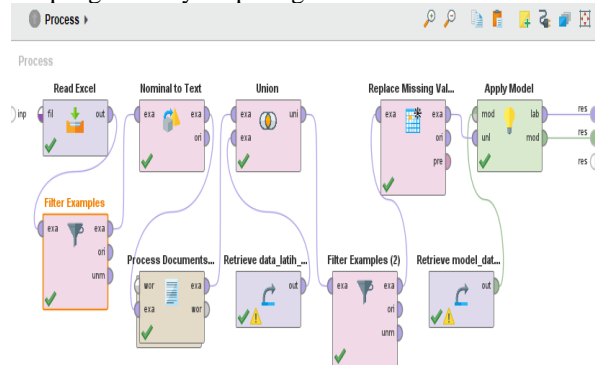 Process
Process
Read Excel
Nominal to Text
Union
Replace Missing Val...
Apply Model
inp
fil
out
exa
exa
ori
exa
exa
uni
exa
exa
ori
pre
mod
unl
lab
mod
res
res
res
Filter Examples
exa
exa
ori
unm
Process Documents...
wor
exa
exa
wor
Retrieve data_latih_...
out
Filter Examples (2)
exa
exa
ori
unm
Retrieve model_dat...
out